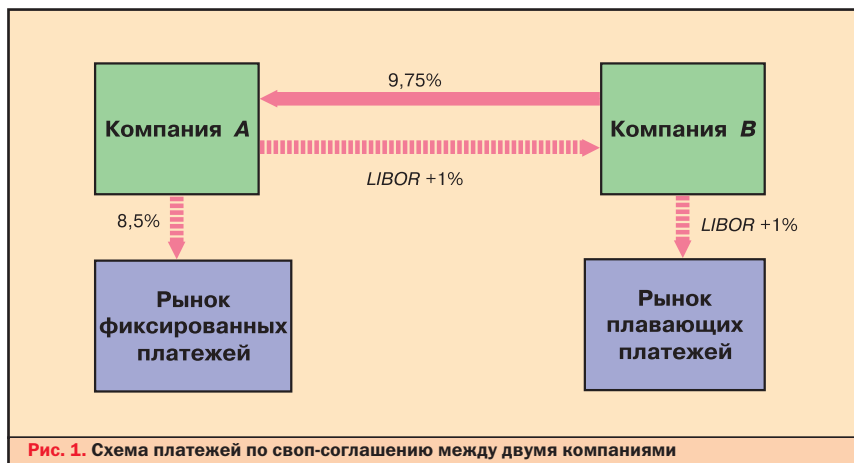 9,75%
Компания A
Компания B
LIBOR +1%
8,5%
LIBOR +1%
Рынок
фиксированных
платежей
Рынок
плавающих
платежей
Рис. 1. Схема платежей по своп-соглашению между двумя компаниями